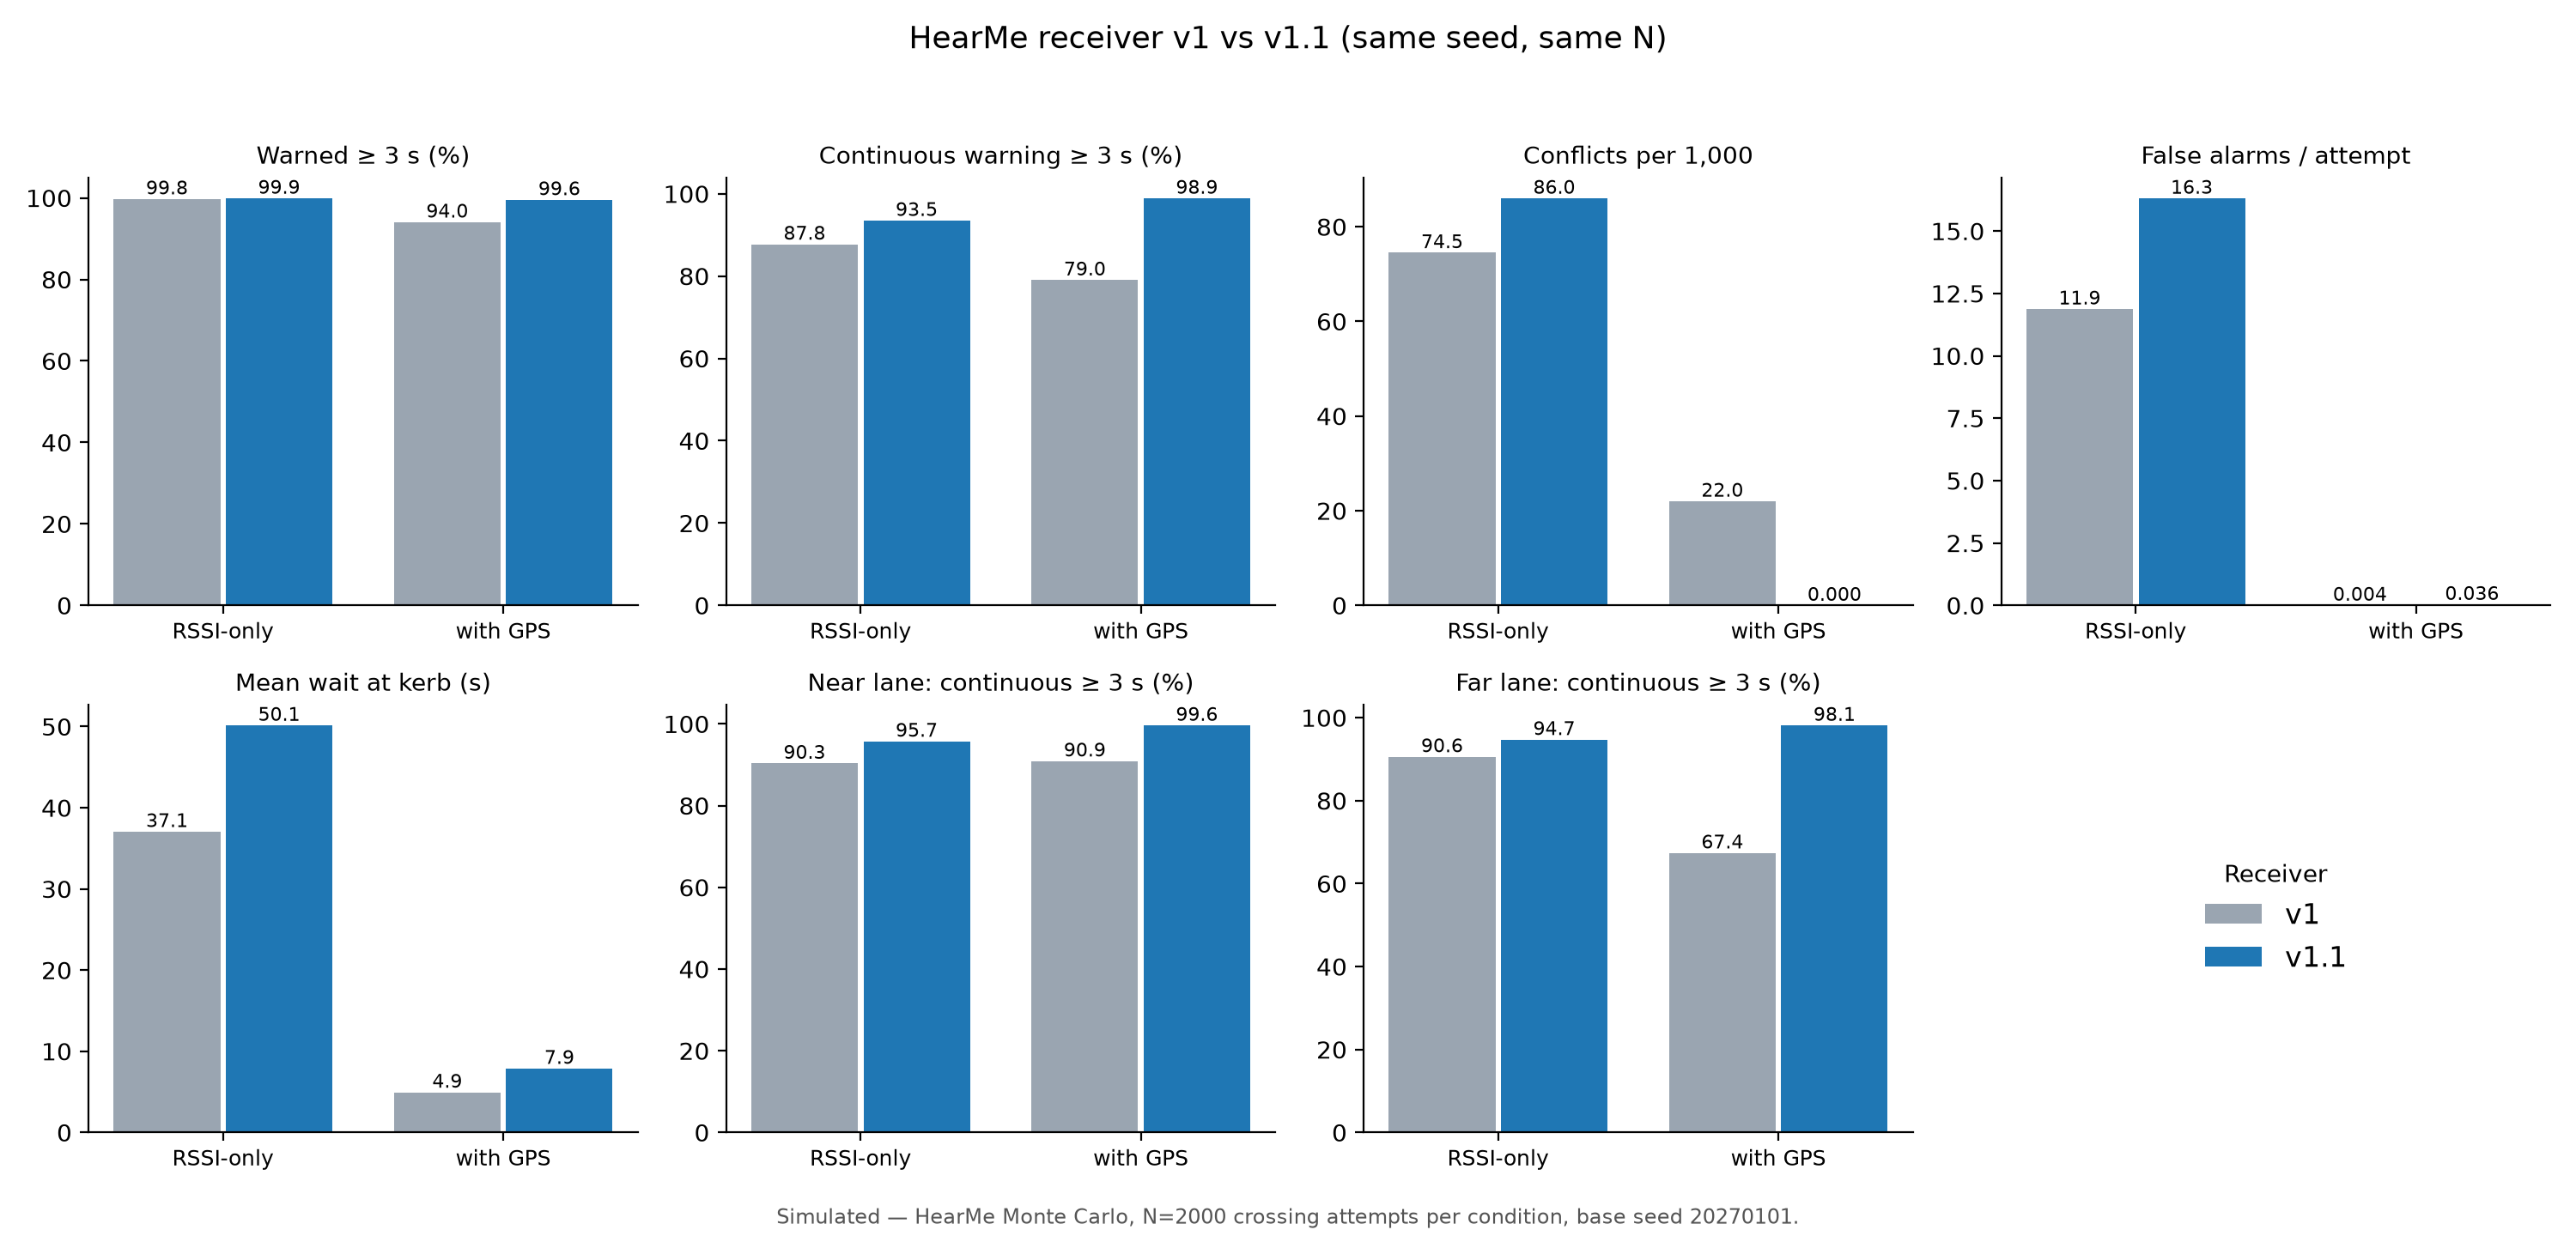 HearMe receiver v1 vs v1.1 (same seed, same N)
Warned ≥ 3 s (%)
100
80
60
40
20
0
99.8
99.9
94.0
99.6
RSSI-only
with GPS
Continuous warning ≥ 3 s (%)
100
80
60
40
20
0
87.8
93.5
79.0
98.9
RSSI-only
with GPS
Conflicts per 1,000
80
60
40
20
0
74.5
86.0
22.0
0.000
RSSI-only
with GPS
False alarms / attempt
15.0
12.5
10.0
7.5
5.0
2.5
0.0
11.9
16.3
0.004
0.036
RSSI-only
with GPS
Mean wait at kerb (s)
50
40
30
20
10
0
37.1
50.1
4.9
7.9
RSSI-only
with GPS
Near lane: continuous ≥ 3 s (%)
100
80
60
40
20
0
90.3
95.7
90.9
99.6
RSSI-only
with GPS
Far lane: continuous ≥ 3 s (%)
100
80
60
40
20
0
90.6
94.7
67.4
98.1
RSSI-only
with GPS
Receiver
v1
v1.1
Simulated — HearMe Monte Carlo, N=2000 crossing attempts per condition, base seed 20270101.